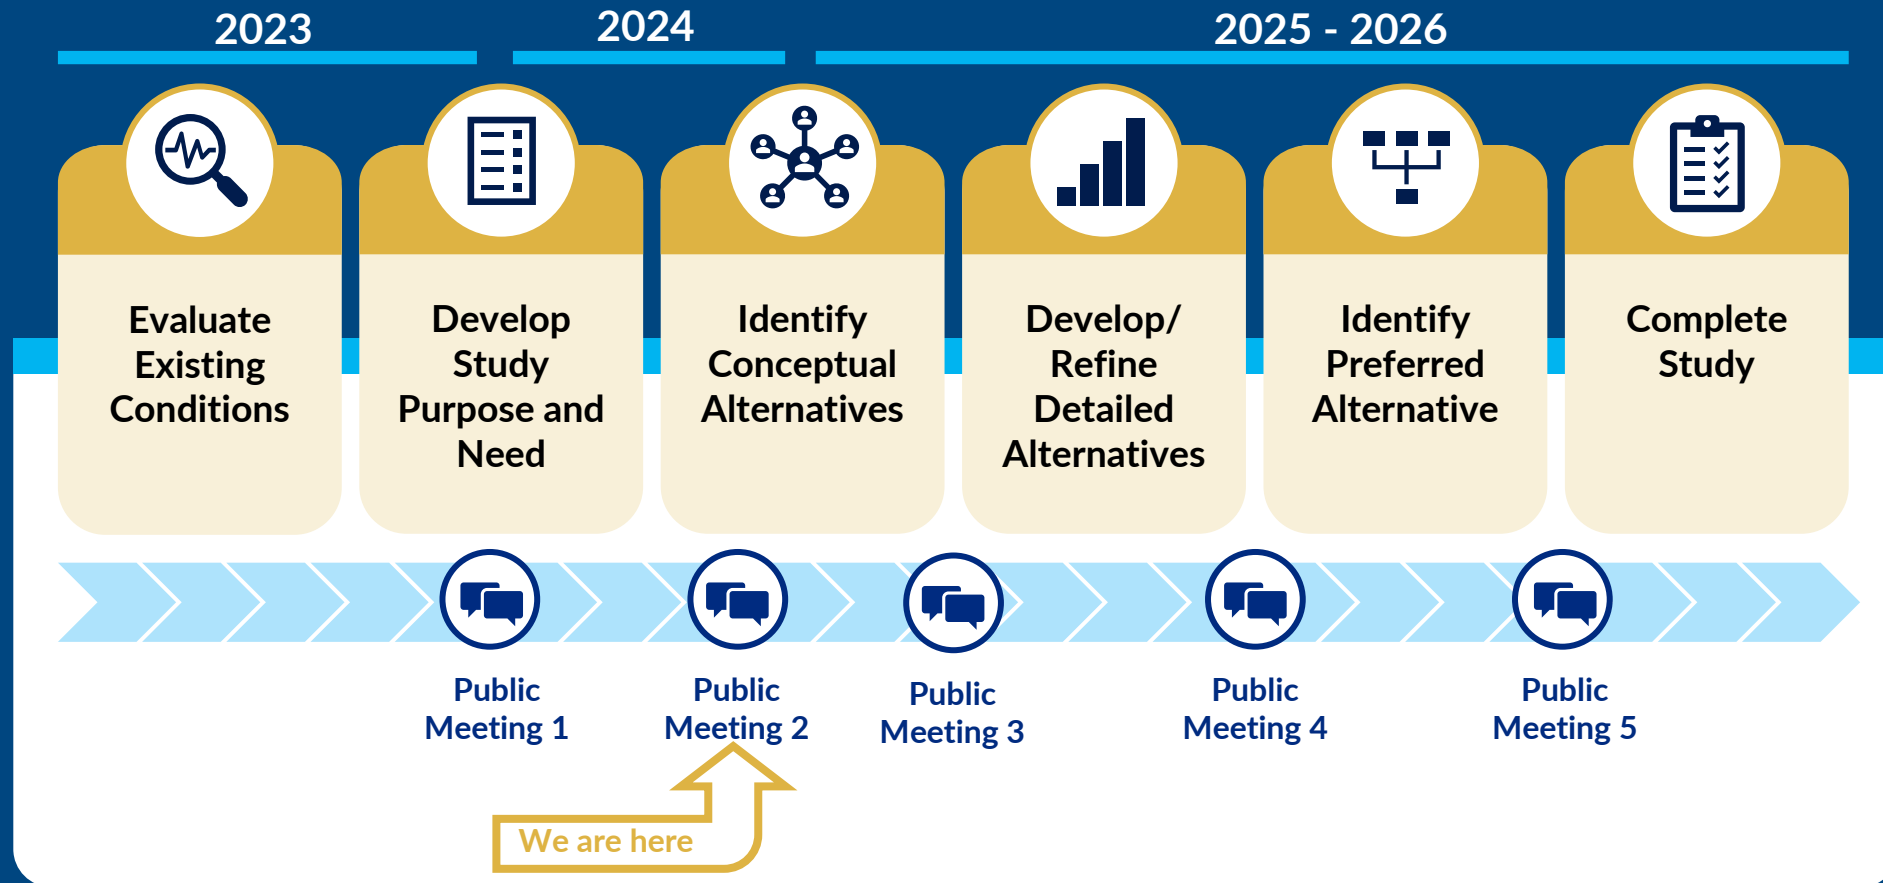 2023
2024
2025 - 2026
Evaluate
Existing
Conditions
Develop
Study
Purpose and
Need
Identify
Conceptual
Alternatives
Develop/
Refine
Detailed
Alternatives
Identify
Preferred
Alternative
Complete
Study
Public
Meeting 1
Public
Meeting 2
Public
Meeting 3
Public
Meeting 4
Public
Meeting 5
We are here